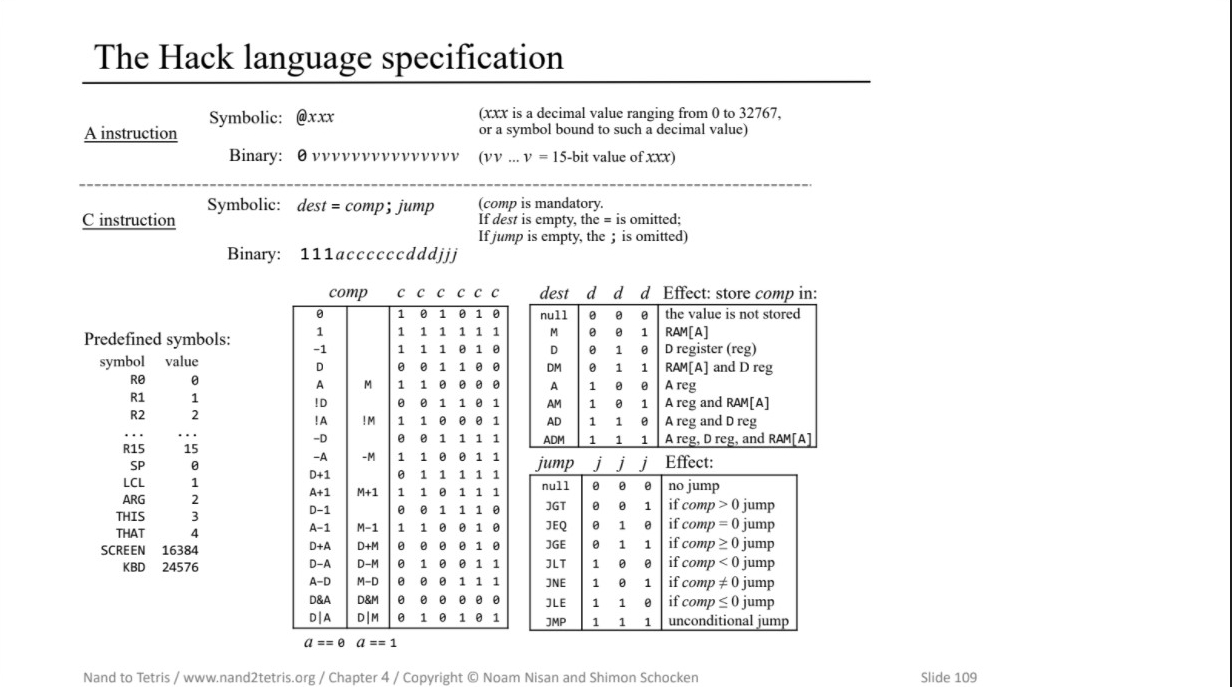 The Hack language specification
A instruction
Symbolic: @xxx (xxx is a decimal value ranging from 0 to 32767,
or a symbol bound to such a decimal value)
Binary: 0 vvvvvvvvvvvvvvv (vv ... v = 15-bit value of xxx)
C instruction
Symbolic: dest = comp; jump (comp is mandatory.
If dest is empty, the = is omitted;
If jump is empty, the ; is omitted)
Binary: 111accccccdddjjj
Predefined symbols:
symbol value
R0 0
R1 1
R2 2
... ...
R15 15
SP 0
LCL 1
ARG 2
THIS 3
THAT 4
SCREEN 16384
KBD 24576
comp c c c c c c
0 1 0 1 0 1 0
1 1 1 1 1 1 1
-1 1 1 1 0 1 0
D 0 0 1 1 0 0
A M 1 1 0 0 0 0
!D 0 0 1 1 0 1
!A !M 1 1 0 0 0 1
-D 0 0 1 1 1 1
-A -M 1 1 0 0 1 1
D+1 0 1 1 1 1 1
A+1 M+1 1 1 0 1 1 1
D-1 0 0 1 1 1 0
A-1 M-1 1 1 0 0 1 0
D+A D+M 0 0 0 0 1 0
D-A D-M 0 1 0 0 1 1
A-D M-D 0 0 0 1 1 1
D&A D&M 0 0 0 0 0 0
D|A D|M 0 1 0 1 0 1
a == 0 a == 1
dest d d d Effect: store comp in:
null 0 0 0 the value is not stored
M 0 0 1 RAM[A]
D 0 1 0 D register (reg)
DM 0 1 1 RAM[A] and D reg
A 1 0 0 A reg
AM 1 0 1 A reg and RAM[A]
AD 1 1 0 A reg and D reg
ADM 1 1 1 A reg, D reg, and RAM[A]
jump j j j Effect:
null 0 0 0 no jump
JGT 0 0 1 if comp > 0 jump
JEQ 0 1 0 if comp = 0 jump
JGE 0 1 1 if comp ≥ 0 jump
JLT 1 0 0 if comp < 0 jump
JNE 1 0 1 if comp ≠ 0 jump
JLE 1 1 0 if comp ≤ 0 jump
JMP 1 1 1 unconditional jump
Nand to Tetris / www.nand2tetris.org / Chapter 4 / Copyright © Noam Nisan and Shimon Schocken Slide 109